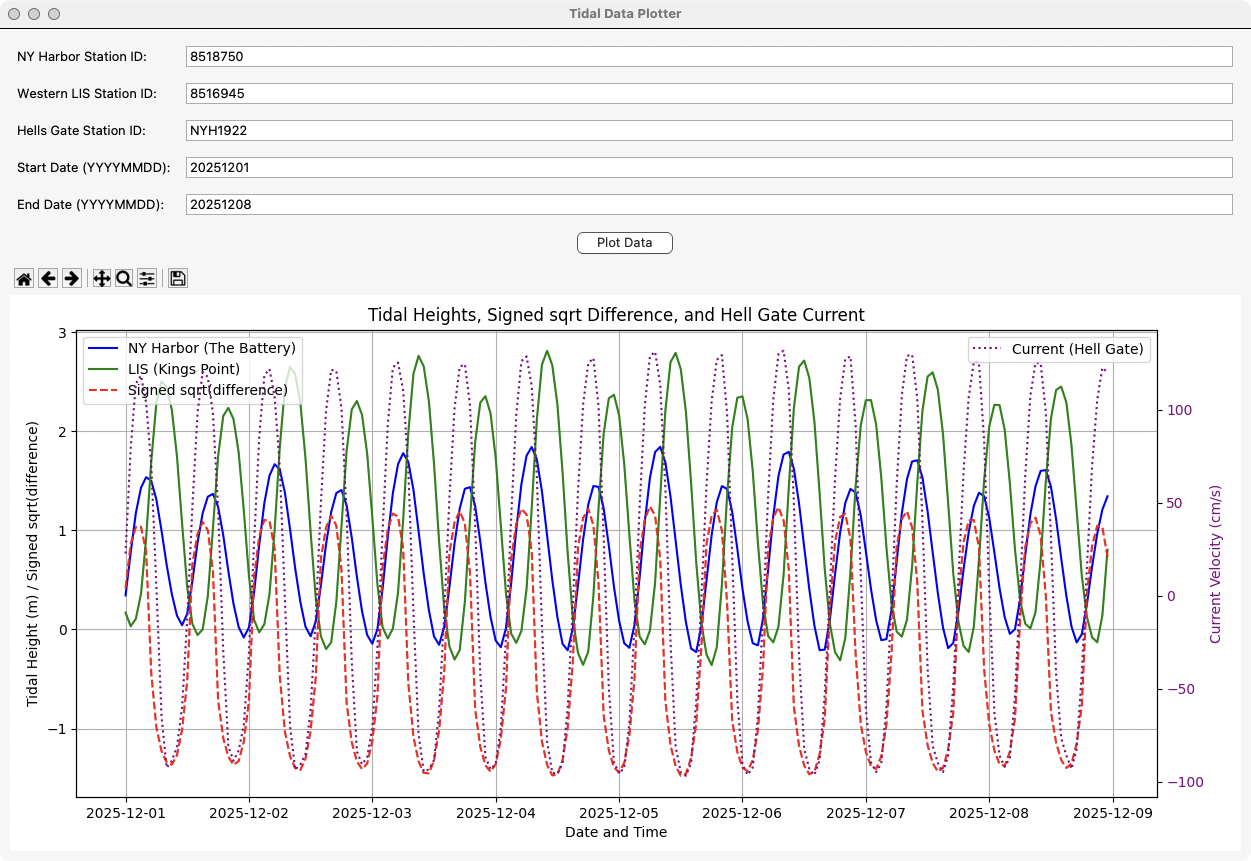 Tidal Data Plotter
NY Harbor Station ID: 8518750
Western LIS Station ID: 8516945
Hells Gate Station ID: NYH1922
Start Date (YYYYMMDD): 20251201
End Date (YYYYMMDD): 20251208
Plot Data
Tidal Heights, Signed sqrt Difference, and Hell Gate Current
NY Harbor (The Battery)
LIS (Kings Point)
Signed sqrt(difference)
Current (Hell Gate)
3
2
1
0
−1
Tidal Height (m) / Signed sqrt(difference)
100
50
0
−50
−100
Current Velocity (cm/s)
2025-12-01 2025-12-02 2025-12-03 2025-12-04 2025-12-05 2025-12-06 2025-12-07 2025-12-08 2025-12-09
Date and Time